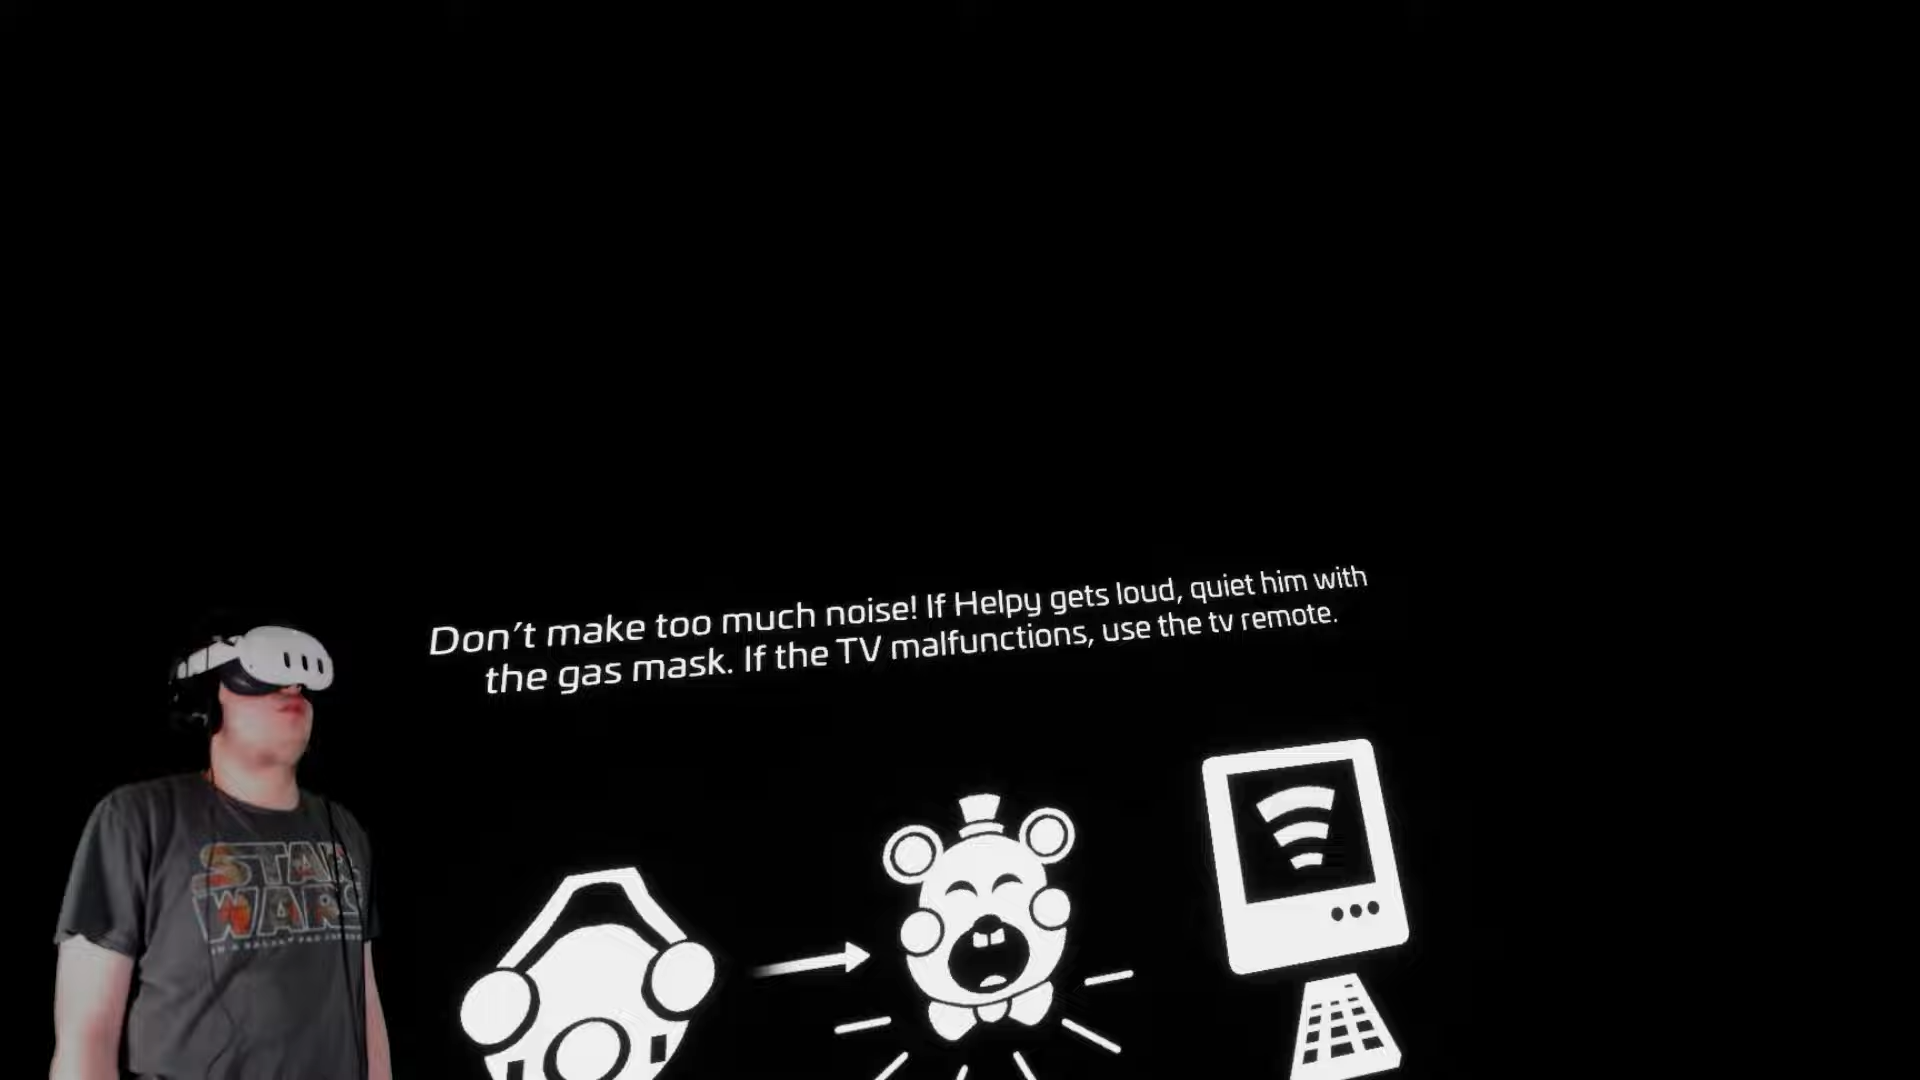 Don't make too much noise! If Helpy gets loud, quiet him with
the gas mask. If the TV malfunctions, use the tv remote.
STAR
WARS